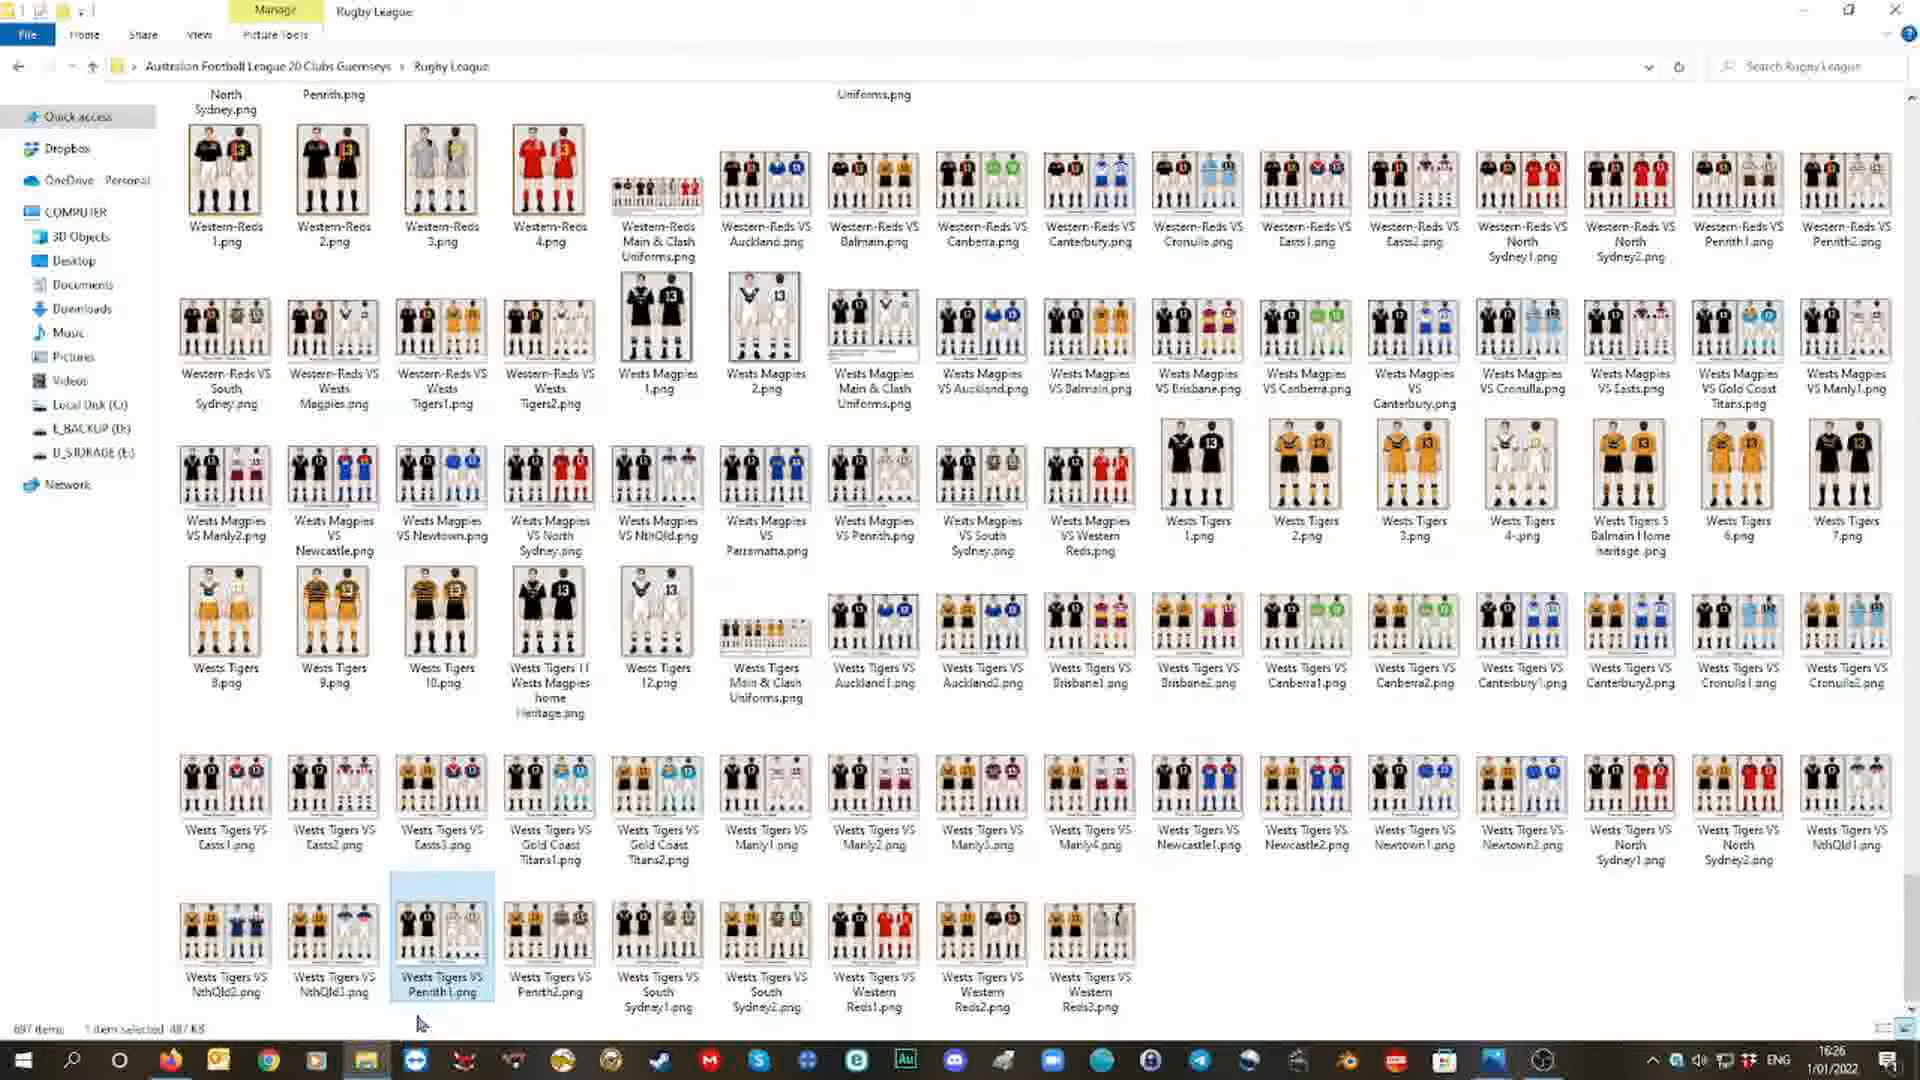 Manage
Rugby League
File
Home
Share
View
Picture Tools
Australian Football League 20 Clubs Guernseys › Rugby League
Search Rugby League
Quick access
Dropbox
OneDrive - Personal
COMPUTER
3D Objects
Desktop
Documents
Downloads
Music
Pictures
Videos
Local Disk (C:)
E_BACKUP (D:)
D_STORAGE (E:)
Network
North
Sydney.png
Penrith.png
Uniforms.png
Western-Reds
1.png
Western-Reds
2.png
Western-Reds
3.png
Western-Reds
4.png
Western-Reds
Main & Clash
Uniforms.png
Western-Reds VS
Auckland.png
Western-Reds VS
Balmain.png
Western-Reds VS
Canberra.png
Western-Reds VS
Canterbury.png
Western-Reds VS
Cronulla.png
Western-Reds VS
Easts1.png
Western-Reds VS
Easts2.png
Western-Reds VS
North
Sydney1.png
Western-Reds VS
North
Sydney2.png
Western-Reds VS
Penrith1.png
Western-Reds VS
Penrith2.png
Western-Reds VS
South
Sydney.png
Western-Reds VS
Wests
Magpies.png
Western-Reds VS
Wests
Tigers1.png
Western-Reds VS
Wests
Tigers2.png
Wests Magpies
1.png
Wests Magpies
2.png
Wests Magpies
Main & Clash
Uniforms.png
Wests Magpies
VS Auckland.png
Wests Magpies
VS Balmain.png
Wests Magpies
VS Brisbane.png
Wests Magpies
VS Canberra.png
Wests Magpies
VS
Canterbury.png
Wests Magpies
VS Cronulla.png
Wests Magpies
VS Easts.png
Wests Magpies
VS Gold Coast
Titans.png
Wests Magpies
VS Manly1.png
Wests Magpies
VS Manly2.png
Wests Magpies
VS
Newcastle.png
Wests Magpies
VS Newtown.png
Wests Magpies
VS North
Sydney.png
Wests Magpies
VS NthQld.png
Wests Magpies
VS
Parramatta.png
Wests Magpies
VS Penrith.png
Wests Magpies
VS South
Sydney.png
Wests Magpies
VS Western
Reds.png
Wests Tigers
1.png
Wests Tigers
2.png
Wests Tigers
3.png
Wests Tigers
4-.png
Wests Tigers 5
Balmain Home
heritage .png
Wests Tigers
6.png
Wests Tigers
7.png
Wests Tigers
8.png
Wests Tigers
9.png
Wests Tigers
10.png
Wests Tigers 11
Wests Magpies
home
Heritage.png
Wests Tigers
12.png
Wests Tigers
Main & Clash
Uniforms.png
Wests Tigers VS
Auckland1.png
Wests Tigers VS
Auckland2.png
Wests Tigers VS
Brisbane1.png
Wests Tigers VS
Brisbane2.png
Wests Tigers VS
Canberra1.png
Wests Tigers VS
Canberra2.png
Wests Tigers VS
Canterbury1.png
Wests Tigers VS
Canterbury2.png
Wests Tigers VS
Cronulla1.png
Wests Tigers VS
Cronulla2.png
Wests Tigers VS
Easts1.png
Wests Tigers VS
Easts2.png
Wests Tigers VS
Easts3.png
Wests Tigers VS
Gold Coast
Titans1.png
Wests Tigers VS
Gold Coast
Titans2.png
Wests Tigers VS
Manly1.png
Wests Tigers VS
Manly2.png
Wests Tigers VS
Manly3.png
Wests Tigers VS
Manly4.png
Wests Tigers VS
Newcastle1.png
Wests Tigers VS
Newcastle2.png
Wests Tigers VS
Newtown1.png
Wests Tigers VS
Newtown2.png
Wests Tigers VS
North
Sydney1.png
Wests Tigers VS
North
Sydney2.png
Wests Tigers VS
NthQld1.png
Wests Tigers VS
NthQld2.png
Wests Tigers VS
NthQld3.png
Wests Tigers VS
Penrith1.png
Wests Tigers VS
Penrth2.png
Wests Tigers VS
South
Sydney1.png
Wests Tigers VS
South
Sydney2.png
Wests Tigers VS
Western
Reds1.png
Wests Tigers VS
Western
Reds2.png
Wests Tigers VS
Western
Reds3.png
697 items
1 item selected 487 KB
Au
ENG
16:26
1/01/2022